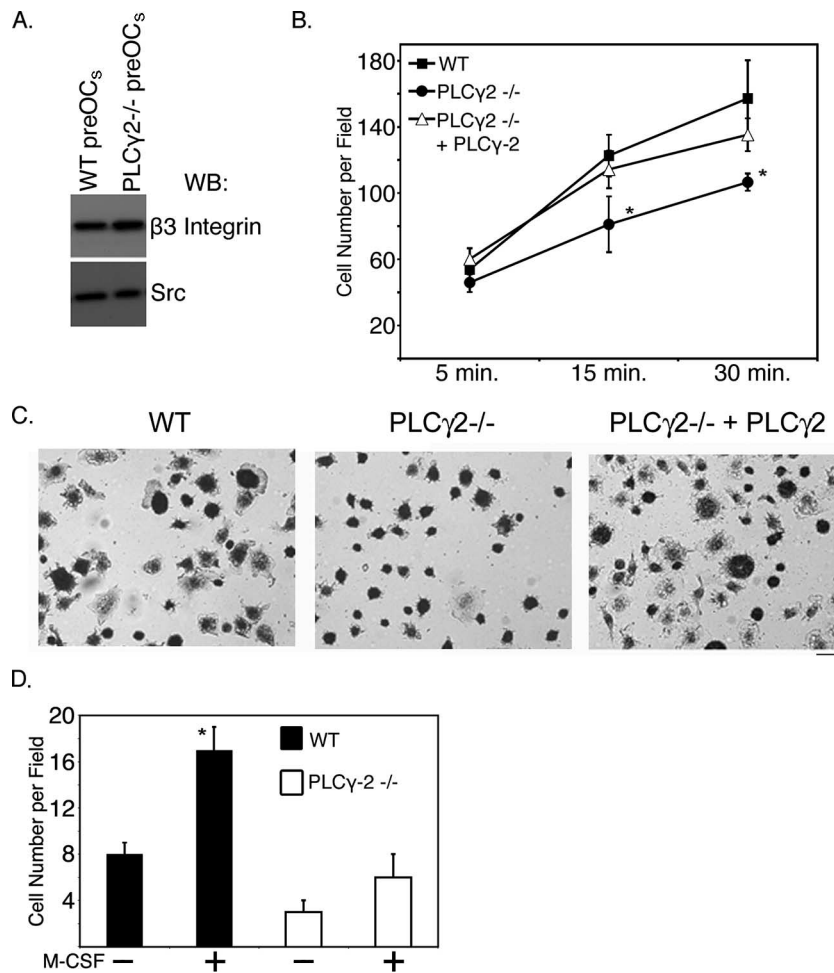 A.
WT preOCs
PLCγ2-/- preOCs
WB:
β3 Integrin
Src
B.
Cell Number per Field
180
140
100
60
20
WT
PLCγ2 -/-
PLCγ2 -/-
+ PLCγ-2
*
*
5 min.
15 min.
30 min.
C.
WT
PLCγ2-/-
PLCγ2-/- + PLCγ2
D.
Cell Number per Field
20
16
12
8
4
*
WT
PLCγ-2 -/-
M-CSF
− + − +